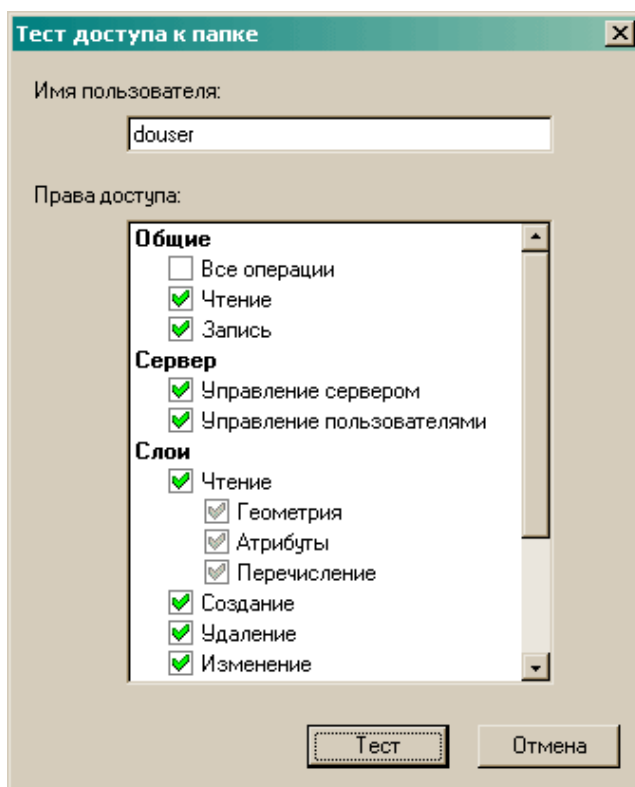 Тест доступа к папке
Имя пользователя:
douser
Права доступа:
Общие
Все операции
Чтение
Запись
Сервер
Управление сервером
Управление пользователями
Слои
Чтение
Геометрия
Атрибуты
Перечисление
Создание
Удаление
Изменение
Тест
Отмена